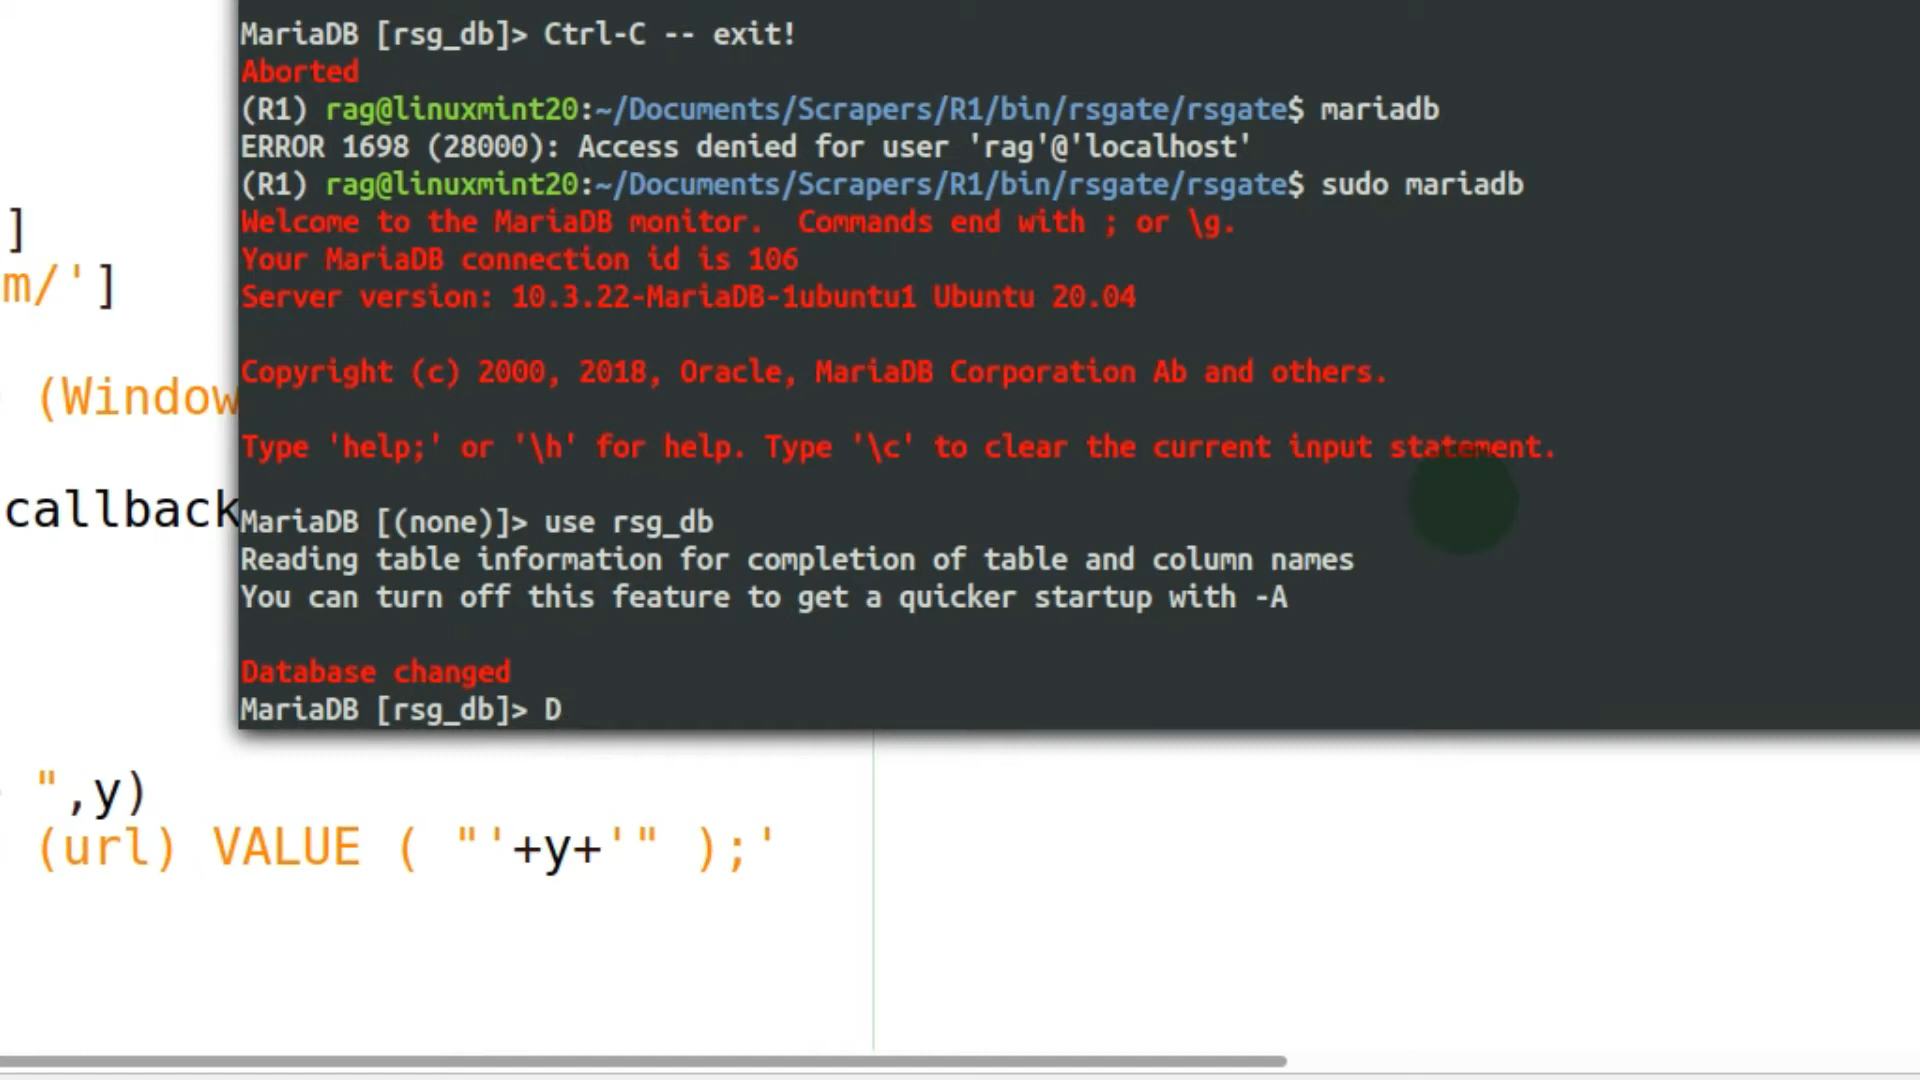 MariaDB [rsg_db]> Ctrl-C -- exit!
Aborted
(R1) rag@linuxmint20:~/Documents/Scrapers/R1/bin/rsgate/rsgate$ mariadb
ERROR 1698 (28000): Access denied for user 'rag'@'localhost'
(R1) rag@linuxmint20:~/Documents/Scrapers/R1/bin/rsgate/rsgate$ sudo mariadb
Welcome to the MariaDB monitor.  Commands end with ; or \g.
Your MariaDB connection id is 106
Server version: 10.3.22-MariaDB-1ubuntu1 Ubuntu 20.04
Copyright (c) 2000, 2018, Oracle, MariaDB Corporation Ab and others.
Type 'help;' or '\h' for help. Type '\c' to clear the current input statement.
MariaDB [(none)]> use rsg_db
Reading table information for completion of table and column names
You can turn off this feature to get a quicker startup with -A
Database changed
MariaDB [rsg_db]> D
]
m/']
(Window
callback
",y)
(url) VALUE ( "'+y+'" );'